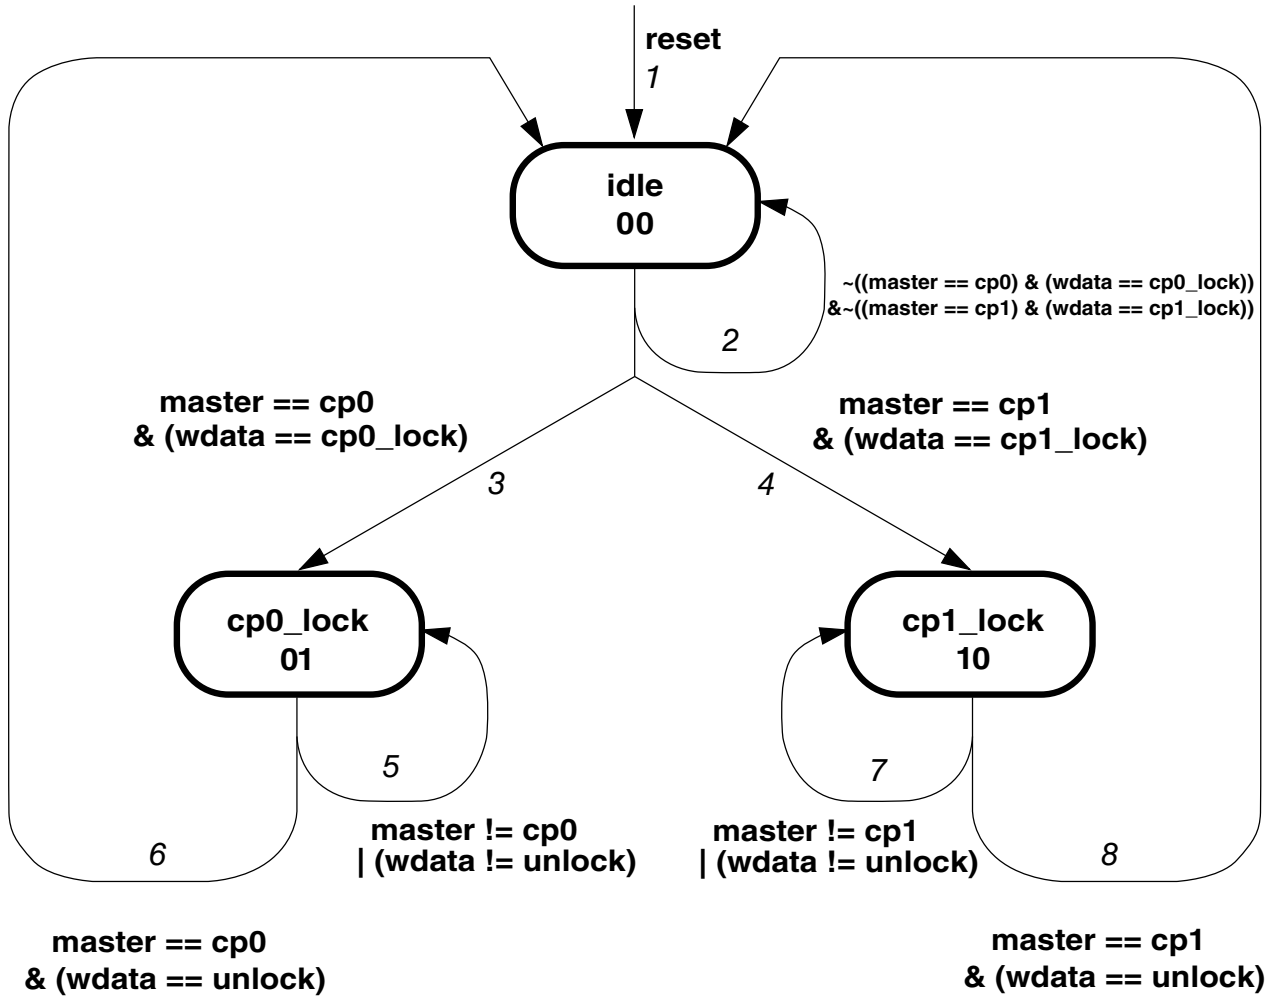 reset
1
idle
00
~((master == cp0) & (wdata == cp0_lock))
&~((master == cp1) & (wdata == cp1_lock))
2
master == cp0
& (wdata == cp0_lock)
master == cp1
& (wdata == cp1_lock)
3
4
cp0_lock
01
cp1_lock
10
5
7
master != cp0
| (wdata != unlock)
master != cp1
| (wdata != unlock)
6
8
master == cp0
& (wdata == unlock)
master == cp1
& (wdata == unlock)